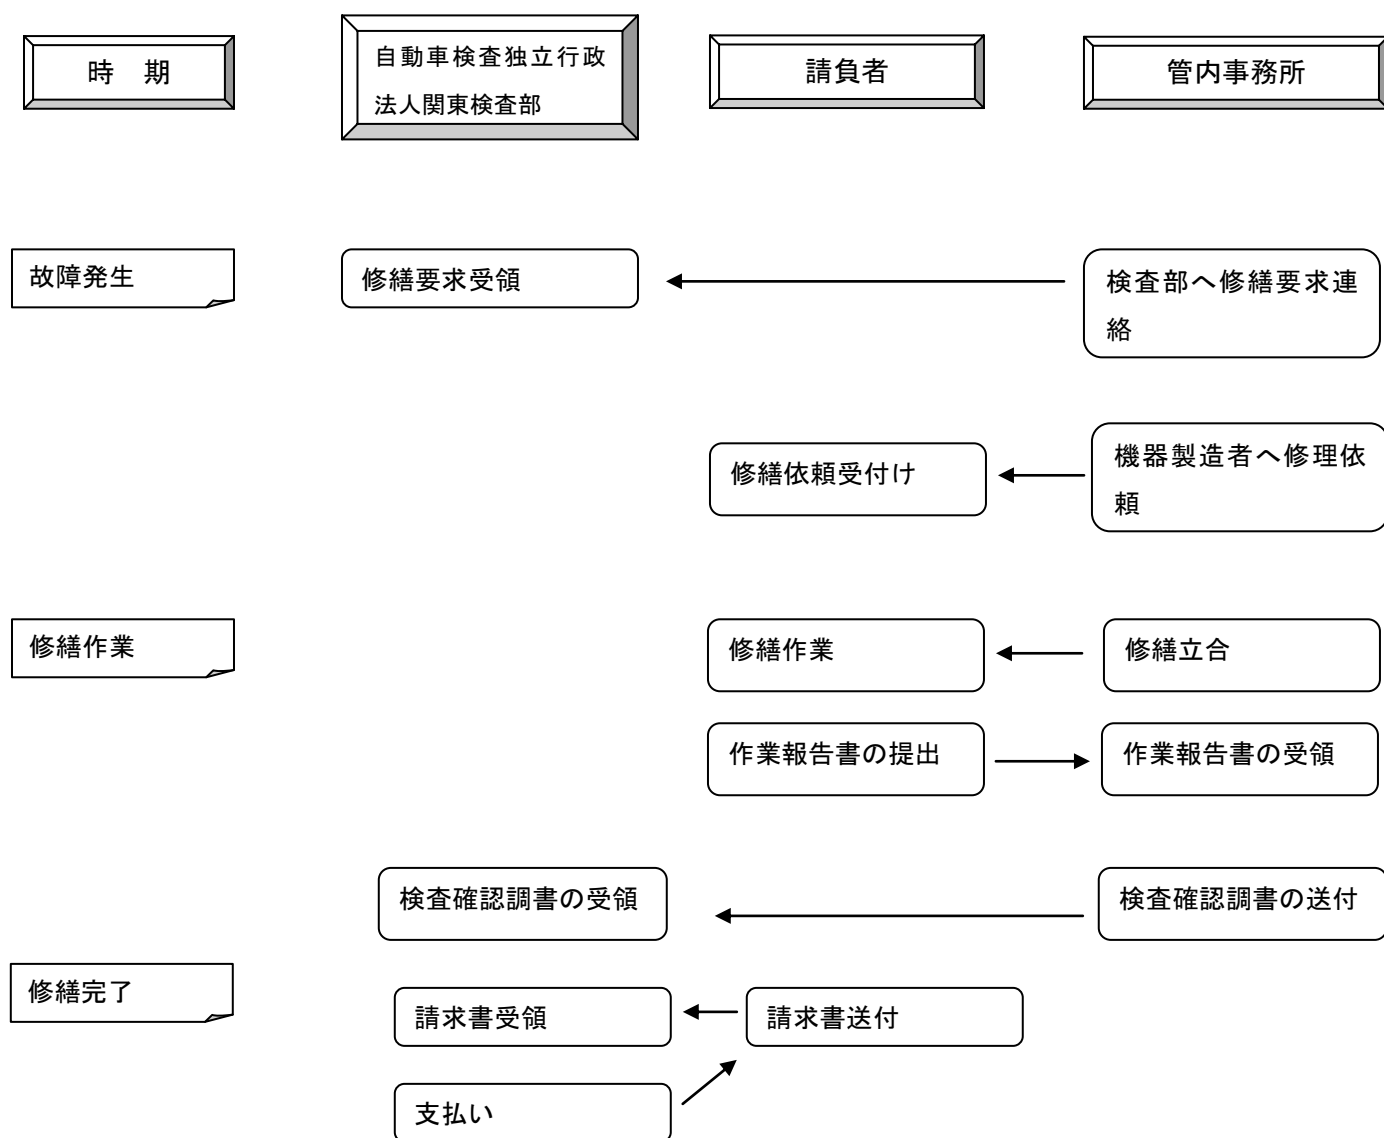 時　期
自動車検査独立行政
法人関東検査部
請負者
管内事務所
故障発生
修繕要求受領
検査部へ修繕要求連
絡
修繕依頼受付け
機器製造者へ修理依
頼
修繕作業
修繕作業
修繕立合
作業報告書の提出
作業報告書の受領
検査確認調書の受領
検査確認調書の送付
修繕完了
請求書受領
請求書送付
支払い